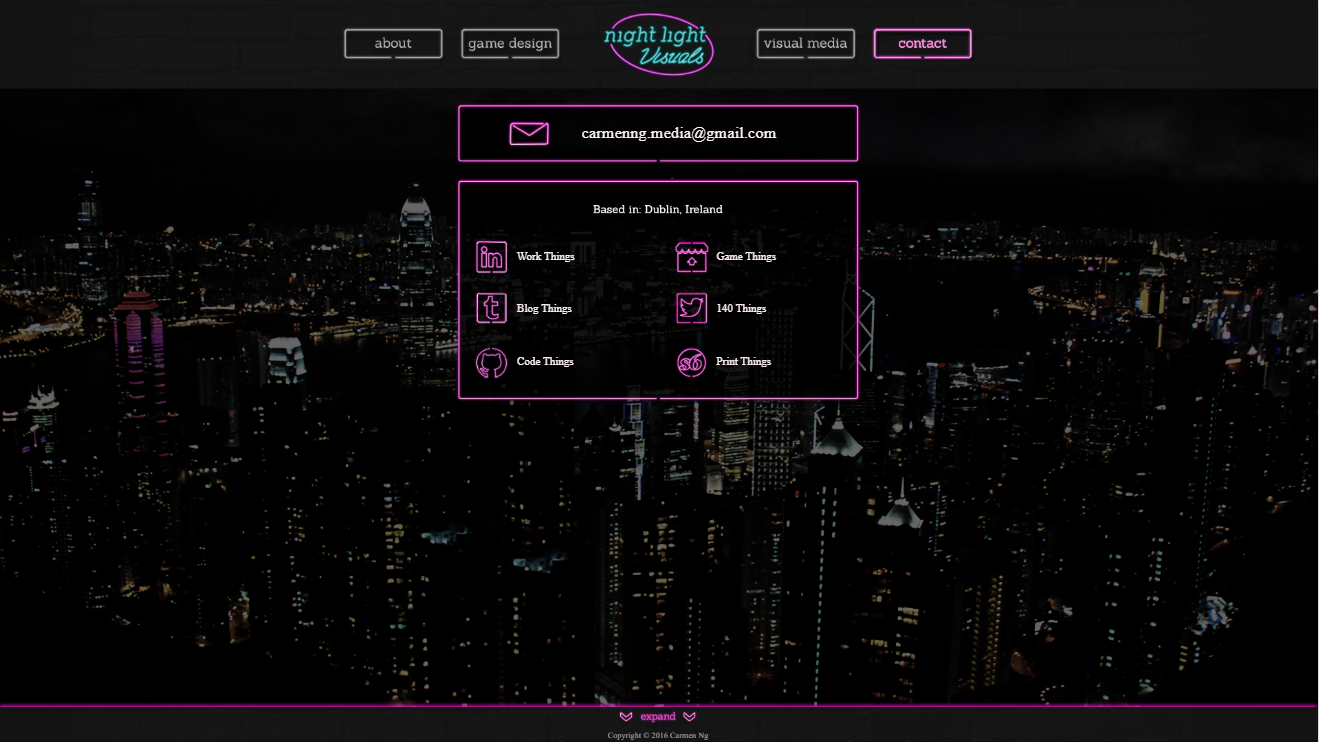 about
game design
night light
Visuals
visual media
contact
carmenng.media@gmail.com
Based in: Dublin, Ireland
in Work Things
Game Things
t Blog Things
140 Things
Code Things
Print Things
expand
Copyright © 2016 Carmen Ng